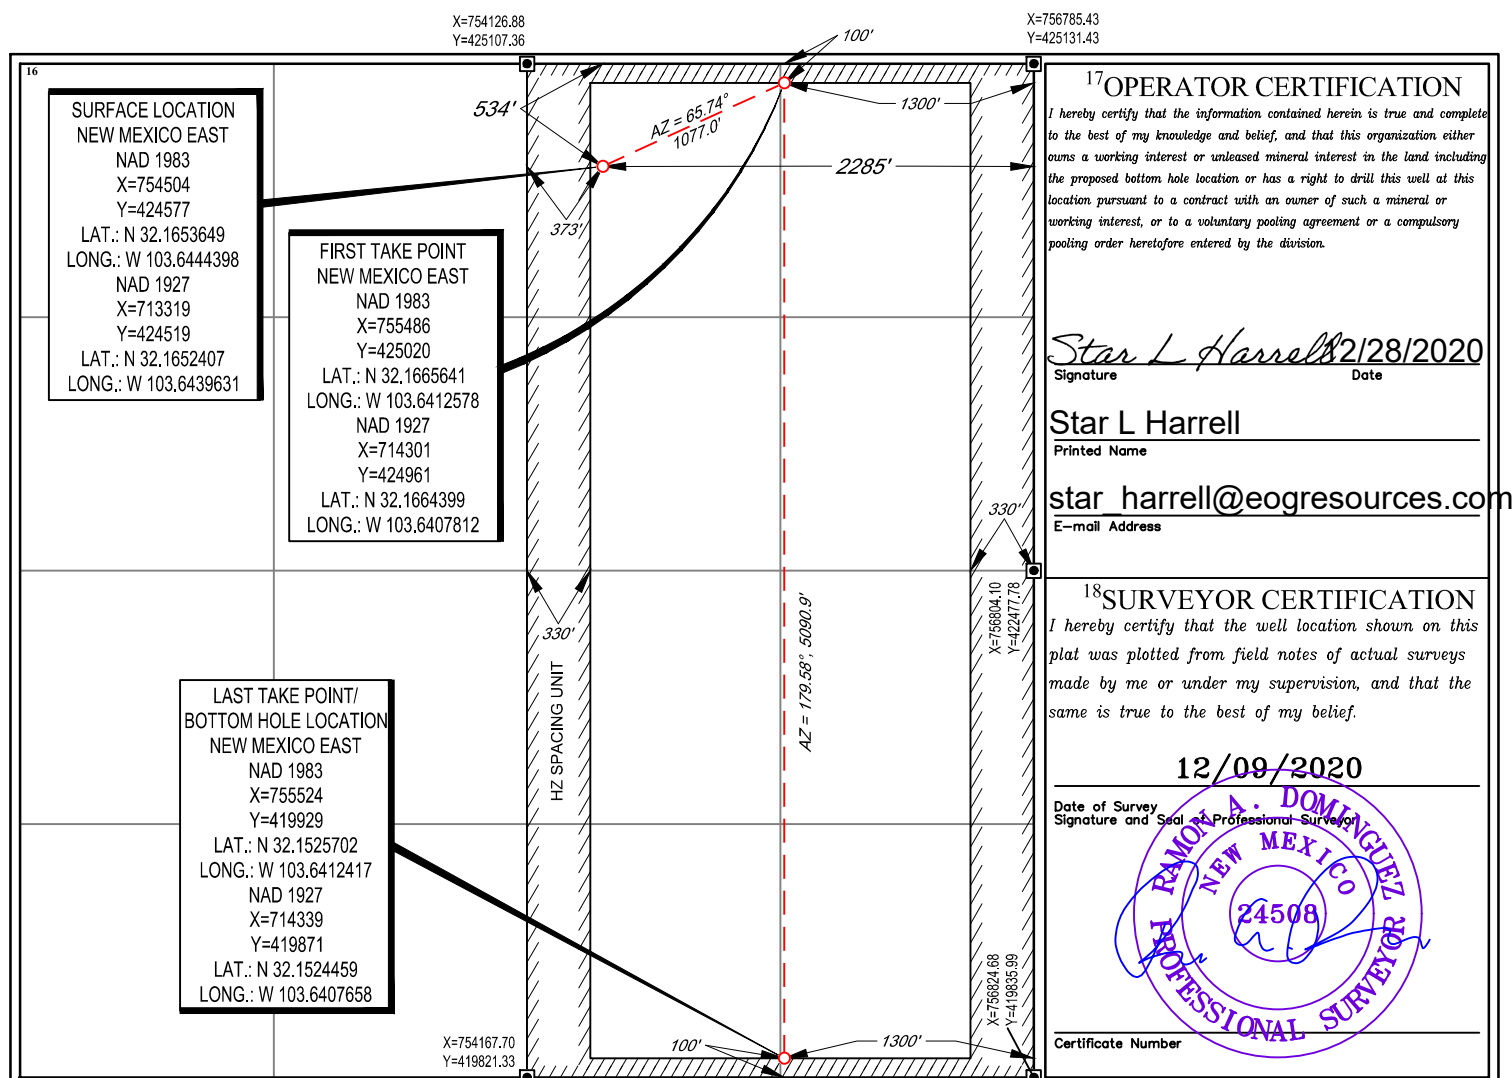 X=754126.88
Y=425107.36
X=756785.43
Y=425131.43
100'
16
SURFACE LOCATION
NEW MEXICO EAST
NAD 1983
X=754504
Y=424577
LAT.: N 32.1653649
LONG.: W 103.6444398
NAD 1927
X=713319
Y=424519
LAT.: N 32.1652407
LONG.: W 103.6439631
534'
AZ = 65.74°
1077.0'
1300'
2285'
373'
FIRST TAKE POINT
NEW MEXICO EAST
NAD 1983
X=755486
Y=425020
LAT.: N 32.1665641
LONG.: W 103.6412578
NAD 1927
X=714301
Y=424961
LAT.: N 32.1664399
LONG.: W 103.6407812
330'
330'
X=756804.10
Y=422477.78
AZ = 179.58°, 5090.9'
HZ SPACING UNIT
LAST TAKE POINT/
BOTTOM HOLE LOCATION
NEW MEXICO EAST
NAD 1983
X=755524
Y=419929
LAT.: N 32.1525702
LONG.: W 103.6412417
NAD 1927
X=714339
Y=419871
LAT.: N 32.1524459
LONG.: W 103.6407658
X=756824.68
Y=419835.99
X=754167.70
Y=419821.33
100'
1300'
17 OPERATOR CERTIFICATION
I hereby certify that the information contained herein is true and complete
to the best of my knowledge and belief, and that this organization either
owns a working interest or unleased mineral interest in the land including
the proposed bottom hole location or has a right to drill this well at this
location pursuant to a contract with an owner of such a mineral or
working interest, or to a voluntary pooling agreement or a compulsory
pooling order heretofore entered by the division.
Star L Harrell 12/28/2020
Signature Date
Star L Harrell
Printed Name
star_harrell@eogresources.com
E-mail Address
18 SURVEYOR CERTIFICATION
I hereby certify that the well location shown on this
plat was plotted from field notes of actual surveys
made by me or under my supervision, and that the
same is true to the best of my belief.
12/09/2020
Date of Survey
Signature and Seal of Professional Surveyor
RAMON A. DOMINGUEZ
NEW MEXICO
24508
PROFESSIONAL SURVEYOR
Certificate Number